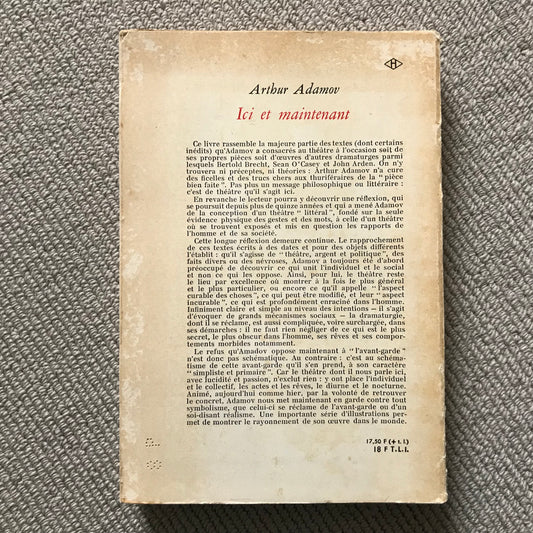 H
Arthur Adamov
Ici et maintenant
Ce livre rassemble la majeure partie des textes (dont certains
inédits) qu'Adamov a consacrés au théâtre à l'occasion soit de
ses propres pièces soit d'œuvres d'autres dramaturges parmi
lesquels Bertold Brecht, Sean O'Casey et John Arden. On n'y
trouvera ni préceptes, ni théories : Arthur Adamov n'a cure
des ficelles et des trucs chers aux thuriféraires de la "pièce
bien faite". Pas plus un message philosophique ou littéraire :
c'est de théâtre qu'il s'agit ici.
En revanche le lecteur pourra y découvrir une réflexion, qui
se poursuit depuis plus de quinze années et qui a mené Adamov
de la conception d'un théâtre "littéral", fondé sur la seule
évidence physique des gestes et des mots, à celle d'un théâtre
où se trouvent exposés et mis en question les rapports de
l'homme et de sa société.
Cette longue réflexion demeure continue. Le rapprochement
de ces textes écrits à des dates et pour des objets différents
l'établit : qu'il s'agisse de "théâtre, argent et politique", des
faits divers ou des névroses, Adamov a toujours été d'abord
préoccupé de découvrir ce qui unit l'individuel et le social
et non ce qui les oppose. Ainsi, pour lui, le théâtre reste
le lieu par excellence où montrer à la fois le plus général
et le plus particulier, ou encore ce qu'il appelle "l'aspect
curable des choses", ce qui peut être modifié, et leur "aspect
incurable", ce qui est profondément enraciné dans l'homme.
Infiniment claire et simple au niveau des intentions – il s'agit
d'évoquer de grands mécanismes sociaux – la dramaturgie,
dont il se réclame, est aussi compliquée, voire surchargée, dans
ses démarches : il ne faut rien négliger de ce qui est le plus
secret, le plus obscur dans l'homme, ses rêves et ses compor-
tements morbides notamment.
Le refus qu'Amadov oppose maintenant à "l'avant-garde"
n'est donc pas schématique. Au contraire : c'est au schéma-
tisme de cette avant-garde qu'il s'en prend, à son caractère
"simpliste et primaire". Car le théâtre dont il nous parle ici,
avec lucidité et passion, n'exclut rien : y ont place l'individuel
et le collectif, les actes et les rêves, le diurne et le nocturne.
Animé, aujourd'hui comme hier, par la volonté de retrouver
le concret, Adamov nous met maintenant en garde contre tout
symbolisme, que celui-ci se réclame de l'avant-garde ou d'un
soi-disant réalisme. Une importante série d'illustrations per-
met de montrer le rayonnement de son œuvre dans le monde.
17,50 F (+ t. l.)
18 F T.L.I.